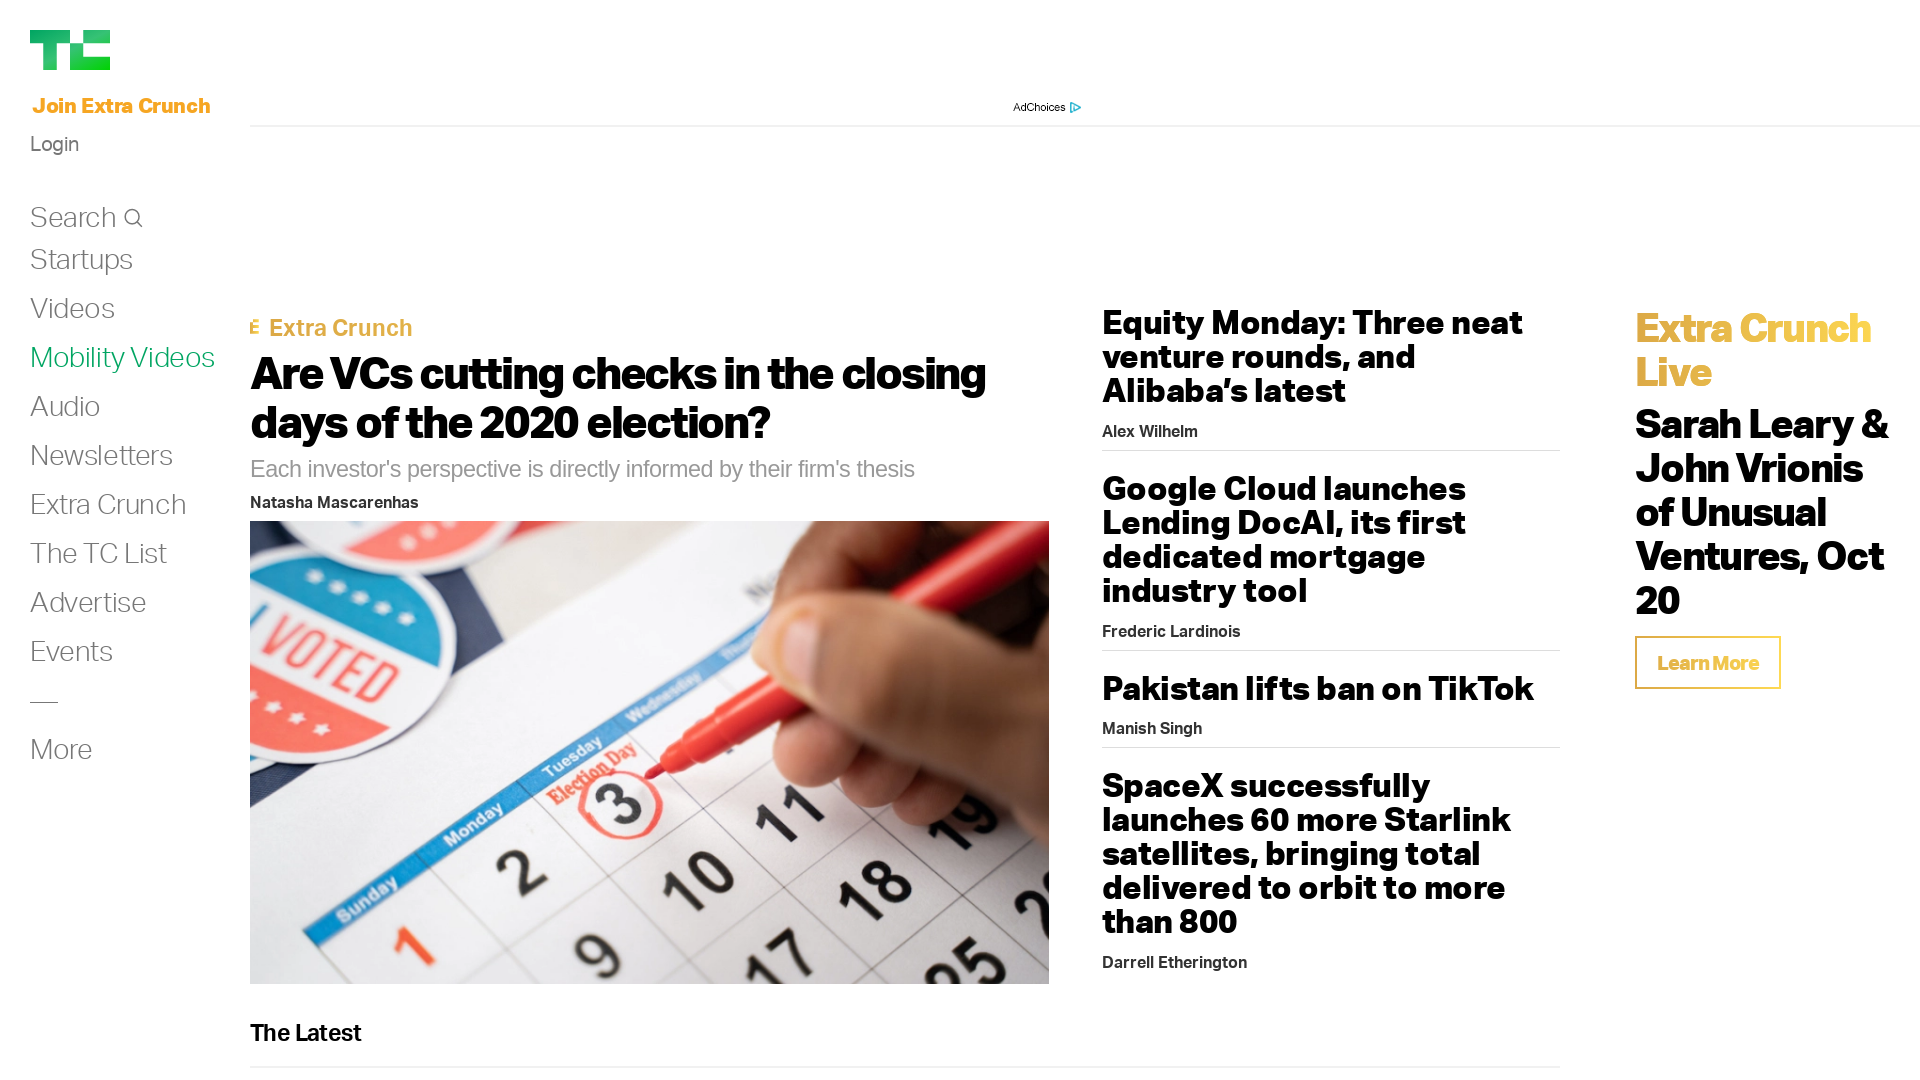 TC
Join Extra Crunch
Login
Search
Startups
Videos
Mobility Videos
Audio
Newsletters
Extra Crunch
The TC List
Advertise
Events
More
AdChoices
Extra Crunch
Are VCs cutting checks in the closing
days of the 2020 election?
Each investor's perspective is directly informed by their firm's thesis
Natasha Mascarenhas
I VOTED
Sunday
Monday
Tuesday
Wednesday
Thursday
Election Day
1
2
3
9
10
11
17
18
19
25
Equity Monday: Three neat
venture rounds, and
Alibaba’s latest
Alex Wilhelm
Google Cloud launches
Lending DocAI, its first
dedicated mortgage
industry tool
Frederic Lardinois
Pakistan lifts ban on TikTok
Manish Singh
SpaceX successfully
launches 60 more Starlink
satellites, bringing total
delivered to orbit to more
than 800
Darrell Etherington
Extra Crunch
Live
Sarah Leary &
John Vrionis
of Unusual
Ventures, Oct
20
Learn More
The Latest